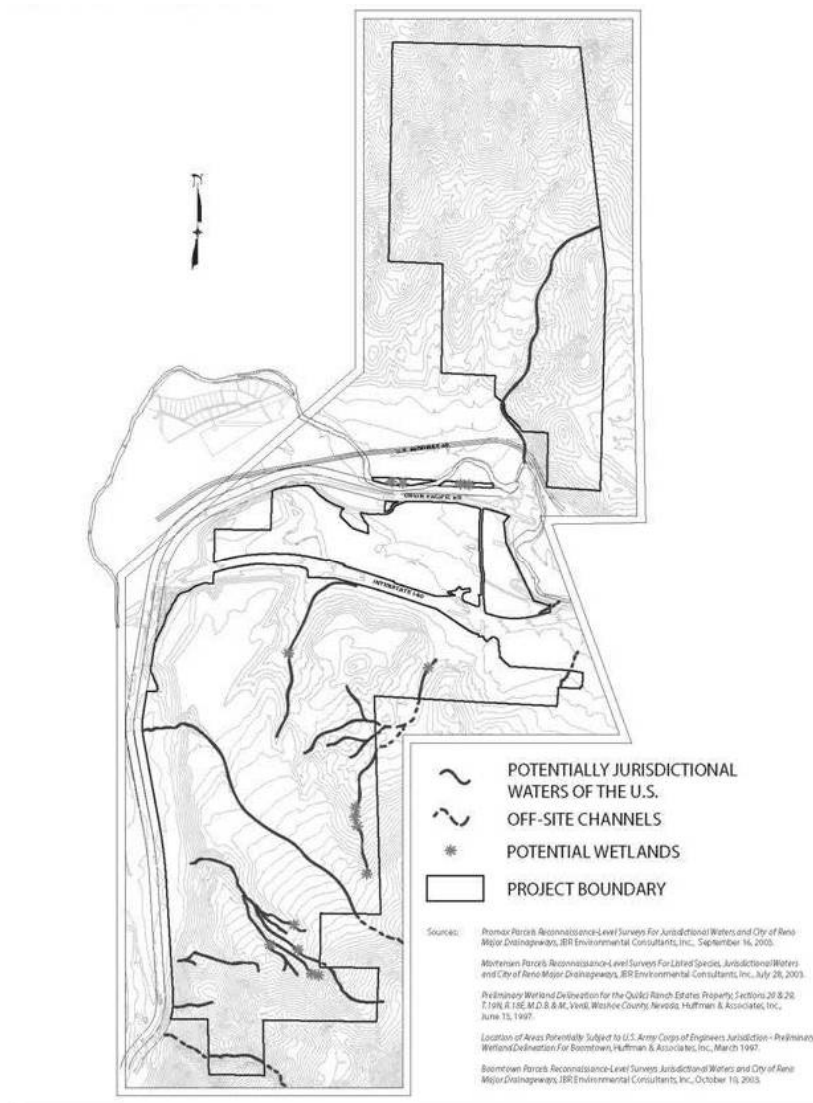 N
U.S. HIGHWAY 40
UNION PACIFIC RR
INTERSTATE I-80
POTENTIALLY JURISDICTIONAL
WATERS OF THE U.S.
OFF-SITE CHANNELS
POTENTIAL WETLANDS
PROJECT BOUNDARY
Sources:
Promax Parcels Reconnaissance-Level Surveys For Jurisdictional Waters and City of Reno
Major Drainageways, JBR Environmental Consultants, Inc., September 16, 2003.
Mortensen Parcels Reconnaissance-Level Surveys For Listed Species, Jurisdictional Waters
and City of Reno Major Drainageways, JBR Environmental Consultants, Inc., July 28, 2003.
Preliminary Wetland Delineation for the Quilici Ranch Estates Property, Sections 20 & 29,
T.19N, R.18E, M.D.B & M., Verdi, Washoe County, Nevada, Huffman & Associates, Inc.,
June 15, 1997.
Location of Areas Potentially Subject to U.S. Army Corps of Engineers Jurisdiction - Preliminary
Wetland Delineation For Boomtown, Huffman & Associates, Inc., March 1997.
Boomtown Parcels Reconnaissance-Level Surveys Jurisdictional Waters and City of Reno
Major Drainageways, JBR Environmental Consultants, Inc., October 10, 2003.